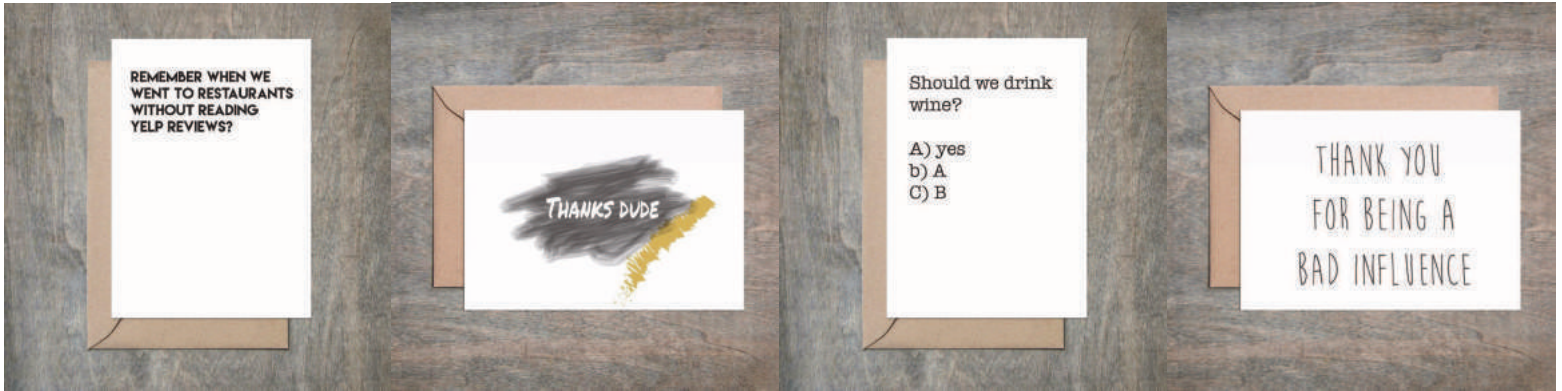 REMEMBER WHEN WE
WENT TO RESTAURANTS
WITHOUT READING
YELP REVIEWS?
THANKS DUDE
Should we drink
wine?
A) yes
b) A
C) B
THANK YOU
FOR BEING A
BAD INFLUENCE